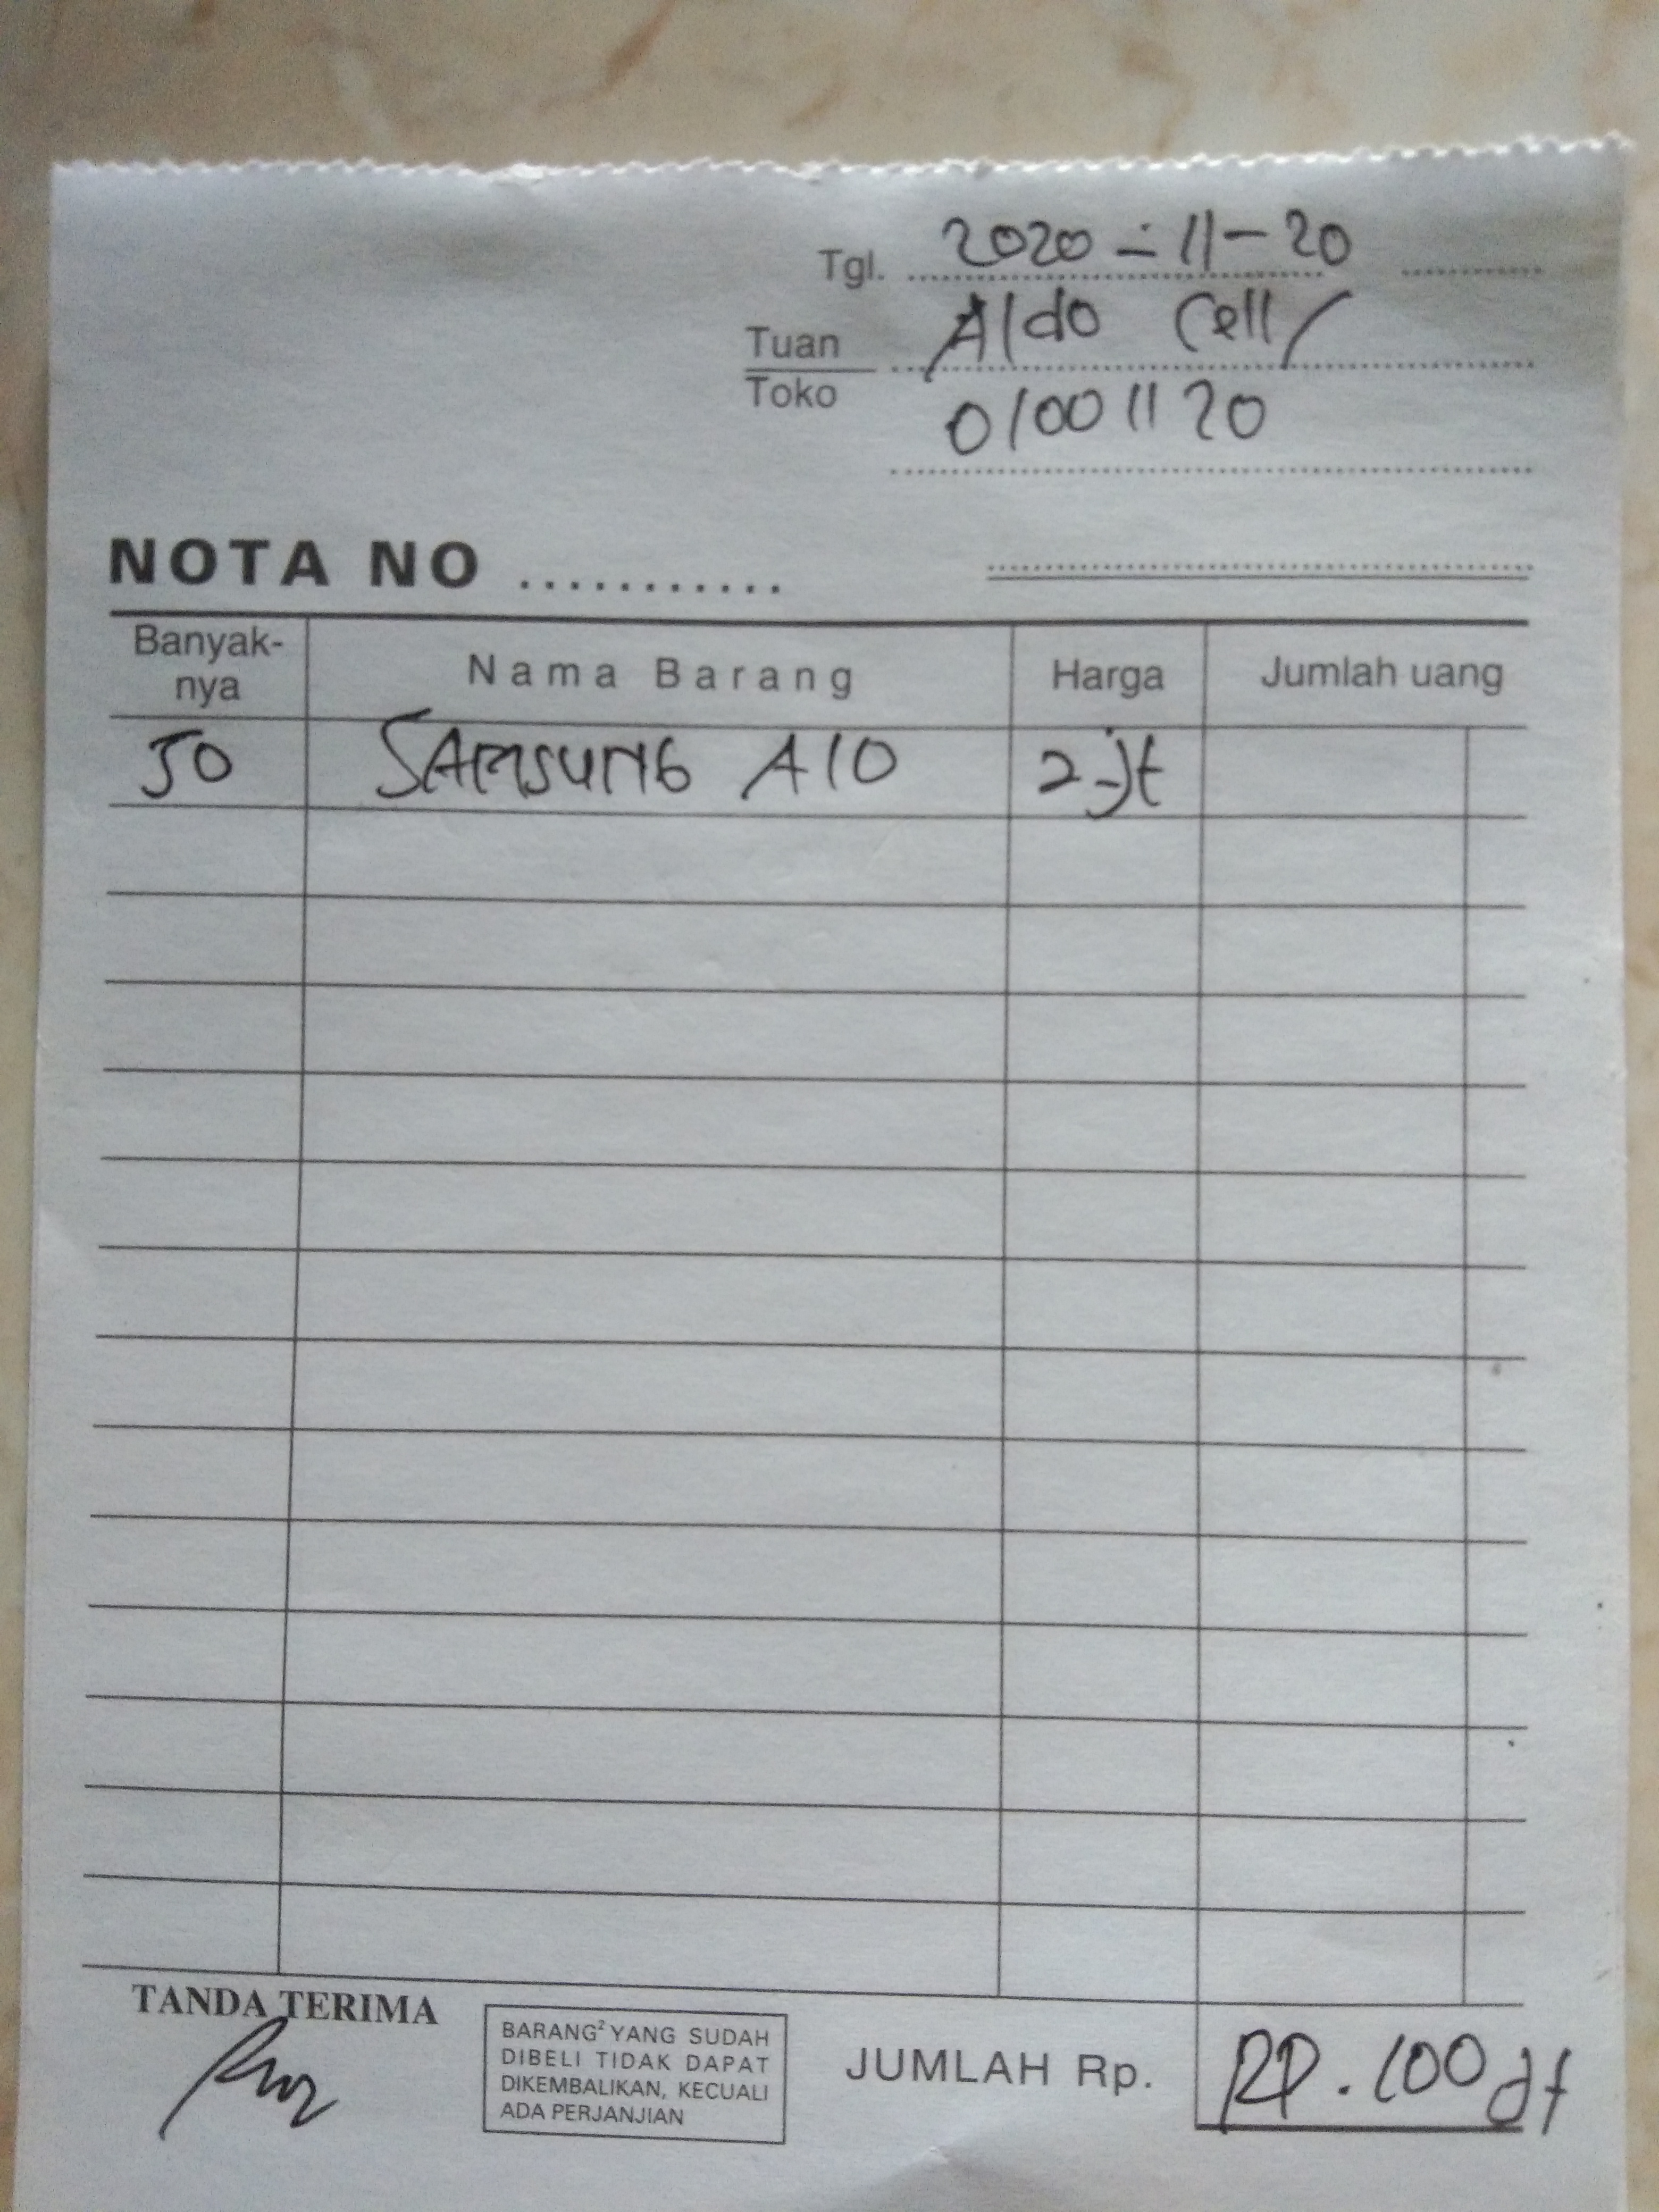 Tgl. 2020-11-20
Tuan Aldo Cell/
Toko 01001120
NOTA NO ...........
Banyak-nya Nama Barang Harga Jumlah uang
50 SAMSUNG A10 2 jt
TANDA TERIMA
BARANG² YANG SUDAH
DIBELI TIDAK DAPAT
DIKEMBALIKAN, KECUALI
ADA PERJANJIAN
JUMLAH Rp. RP. 100 jt